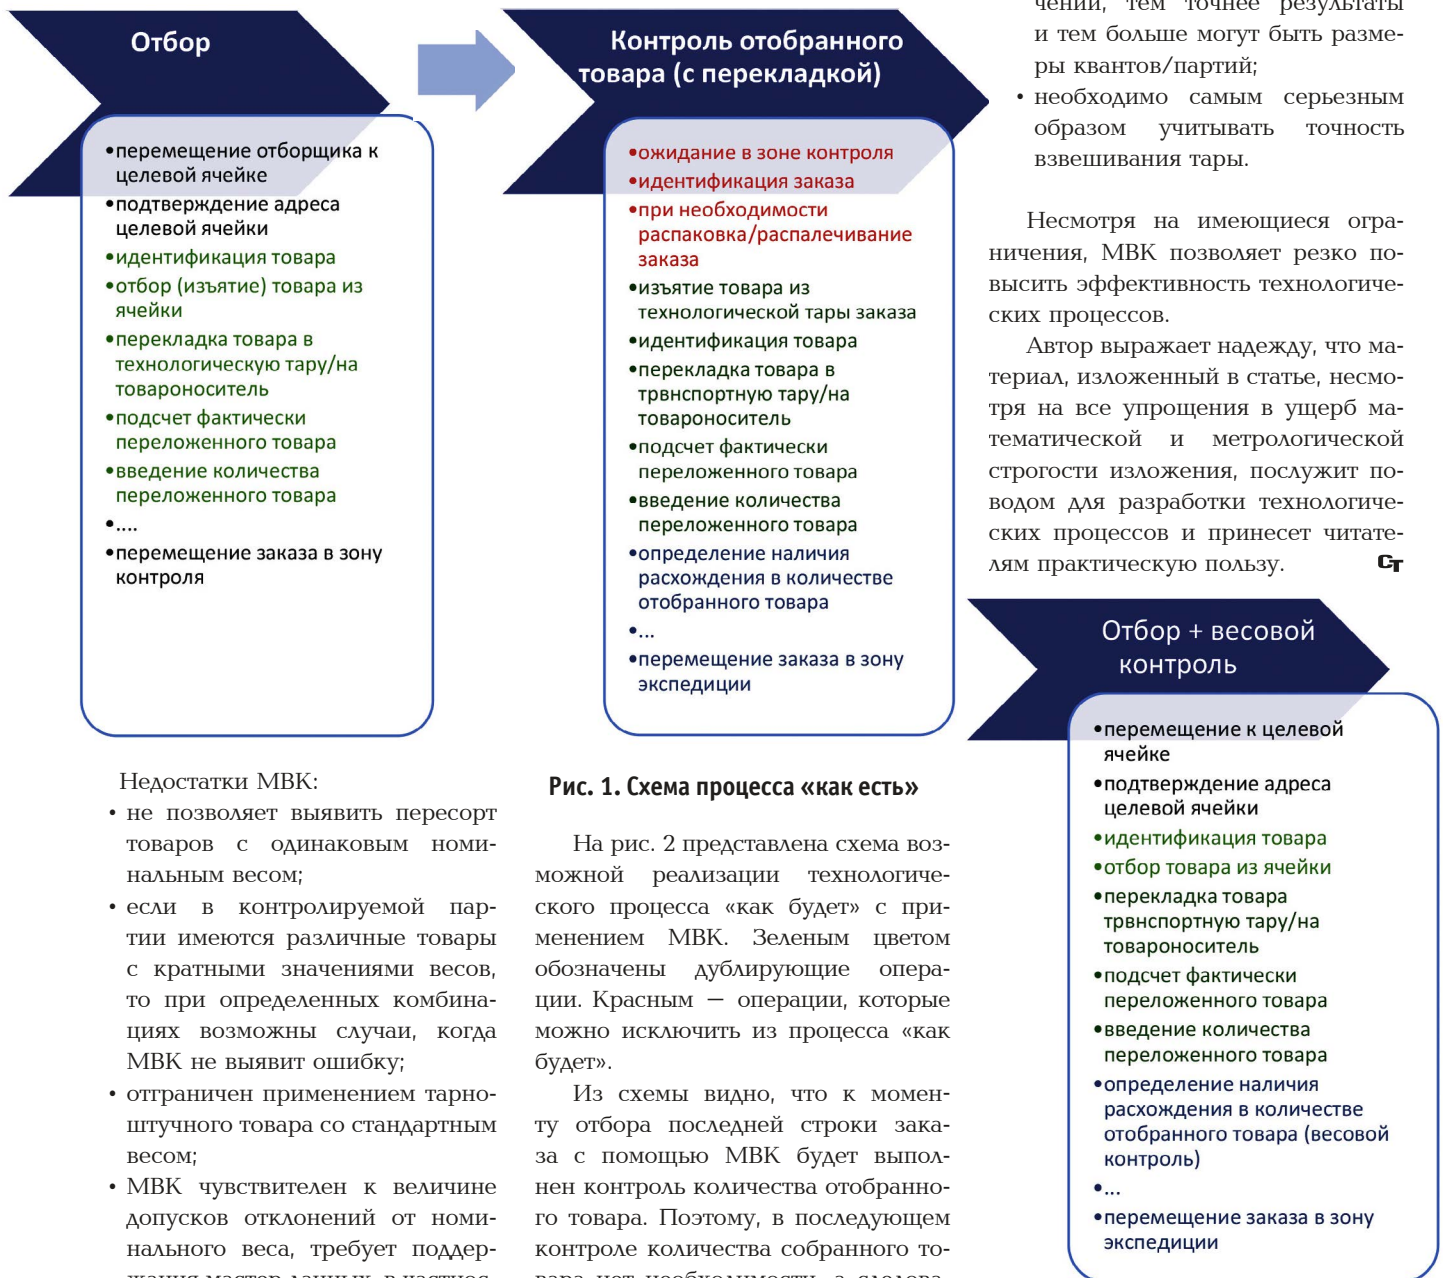 Отбор
•перемещение отборщика к
целевой ячейке
•подтверждение адреса
целевой ячейки
•идентификация товара
•отбор (изъятие) товара из
ячейки
•перекладка товара в
технологическую тару/на
товароноситель
•подсчет фактически
переложенного товара
•введение количества
переложенного товара
•....
•перемещение заказа в зону
контроля
Контроль отобранного
товара (с перекладкой)
•ожидание в зоне контроля
•идентификация заказа
•при необходимости
распаковка/распалечивание
заказа
•изъятие товара из
технологической тары заказа
•идентификация товара
•перекладка товара в
трвнспортную тару/на
товароноситель
•подсчет фактически
переложенного товара
•введение количества
переложенного товара
•определение наличия
расхождения в количестве
отобранного товара
•...
•перемещение заказа в зону
экспедиции
Недостатки МВК:
• не позволяет выявить пересорт
товаров с одинаковым номи-
нальным весом;
• если в контролируемой пар-
тии имеются различные товары
с кратными значениями весов,
то при определенных комбина-
циях возможны случаи, когда
МВК не выявит ошибку;
• отграничен применением тарно-
штучного товара со стандартным
весом;
• МВК чувствителен к величине
допусков отклонений от номи-
нального веса, требует поддер-
Рис. 1. Схема процесса «как есть»
На рис. 2 представлена схема воз-
можной реализации технологиче-
ского процесса «как будет» с при-
менением МВК. Зеленым цветом
обозначены дублирующие опера-
ции. Красным — операции, которые
можно исключить из процесса «как
будет».
Из схемы видно, что к момен-
ту отбора последней строки зака-
за с помощью МВК будет выпол-
нен контроль количества отобранно-
го товара. Поэтому, в последующем
контроле количества собранного то-
чений, тем точнее результаты
и тем больше могут быть разме-
ры квантов/партий;
• необходимо самым серьезным
образом учитывать точность
взвешивания тары.
Несмотря на имеющиеся огра-
ничения, МВК позволяет резко по-
высить эффективность технологиче-
ских процессов.
Автор выражает надежду, что ма-
териал, изложенный в статье, несмо-
тря на все упрощения в ущерб ма-
тематической и метрологической
строгости изложения, послужит по-
водом для разработки технологиче-
ских процессов и принесет читате-
лям практическую пользу. СТ
Отбор + весовой
контроль
•перемещение к целевой
ячейке
•подтверждение адреса
целевой ячейки
•идентификация товара
•отбор товара из ячейки
•перекладка товара
трвнспортную тару/на
товароноситель
•подсчет фактически
переложенного товара
•введение количества
переложенного товара
•определение наличия
расхождения в количестве
отобранного товара (весовой
контроль)
•...
•перемещение заказа в зону
экспедиции